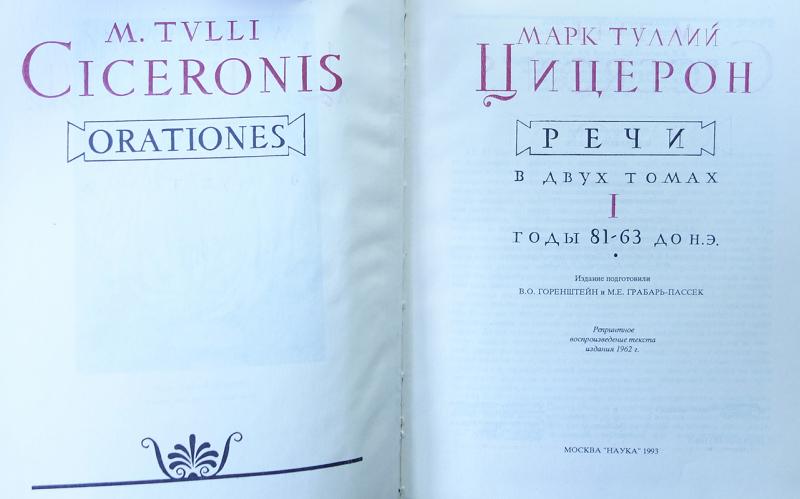 M. TVLLI
CICERONIS
ORATIONES
МАРК ТУЛЛИЙ
ЦИЦЕРОН
РЕЧИ
В ДВУХ ТОМАХ
I
ГОДЫ 81-63 ДО Н.Э.
Издание подготовили
В.О. ГОРЕНШТЕЙН и М.Е. ГРАБАРЬ-ПАССЕК
Репринтное
воспроизведение текста
издания 1962 г.
МОСКВА "НАУКА" 1993